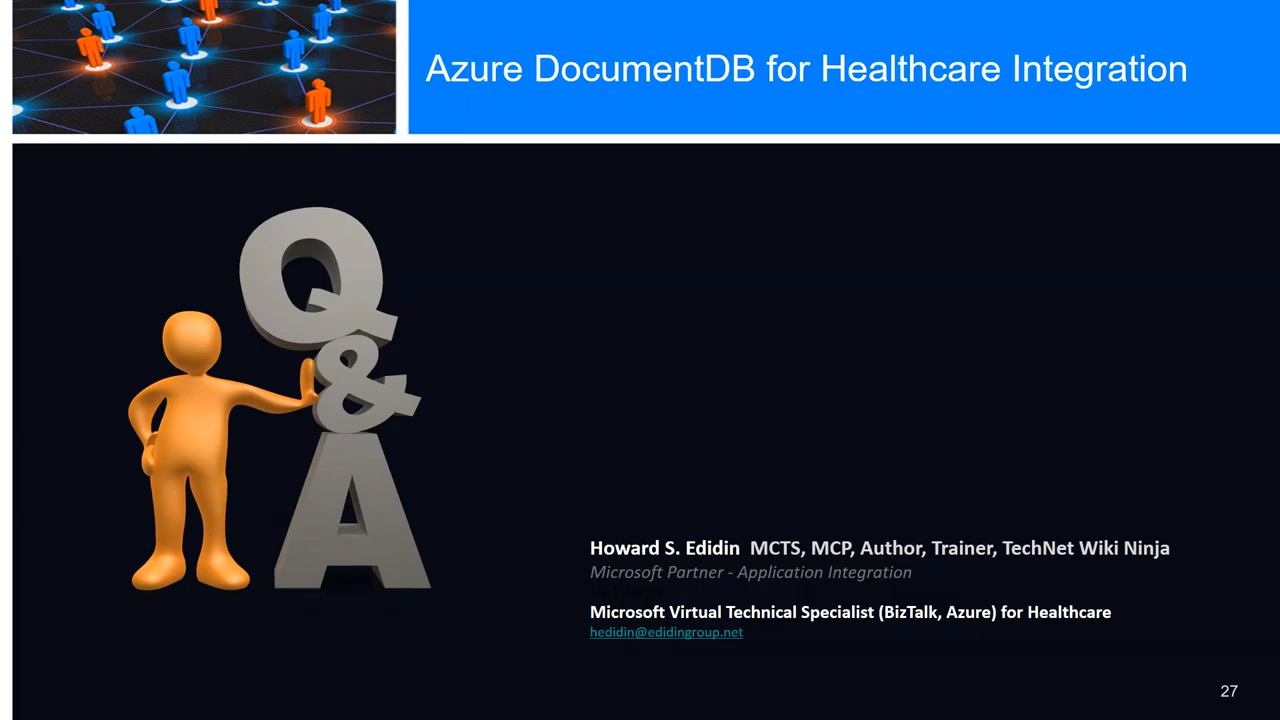 Azure DocumentDB for Healthcare Integration
Q
&
A
Howard S. Edidin MCTS, MCP, Author, Trainer, TechNet Wiki Ninja
Microsoft Partner - Application Integration
Microsoft Virtual Technical Specialist (BizTalk, Azure) for Healthcare
hedidin@edidingroup.net
27